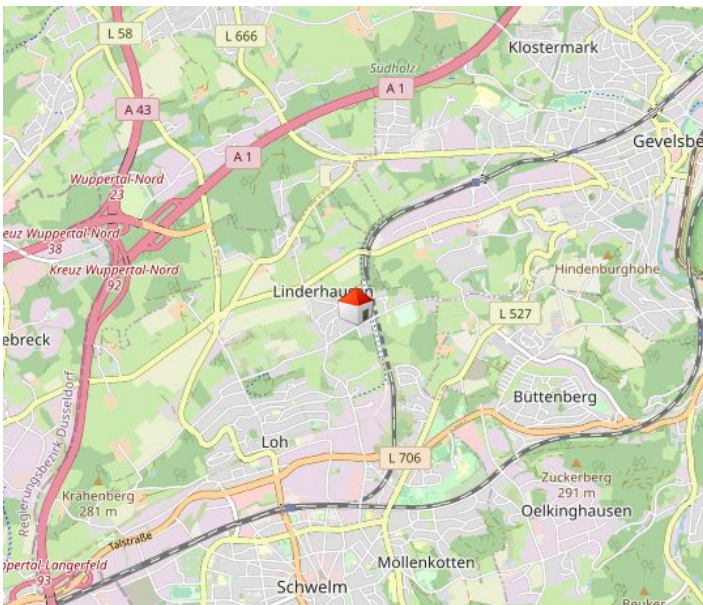 L 58
L 666
Klostermark
Südholz
A 1
A 43
A 1
Gevelsbe
Wuppertal-Nord
23
euz Wuppertal-Nord
38
Kreuz Wuppertal-Nord
92
Hindenburghöhe
Linderhausen
L 527
ebreck
Büttenberg
Regierungsbezirk Düsseldorf
Loh
L 706
Zuckerberg
291 m
Krähenberg
281 m
Oelkinghausen
Talstraße
ppertal-Langerfeld
93
Möllenkotten
Schwelm
Beuker